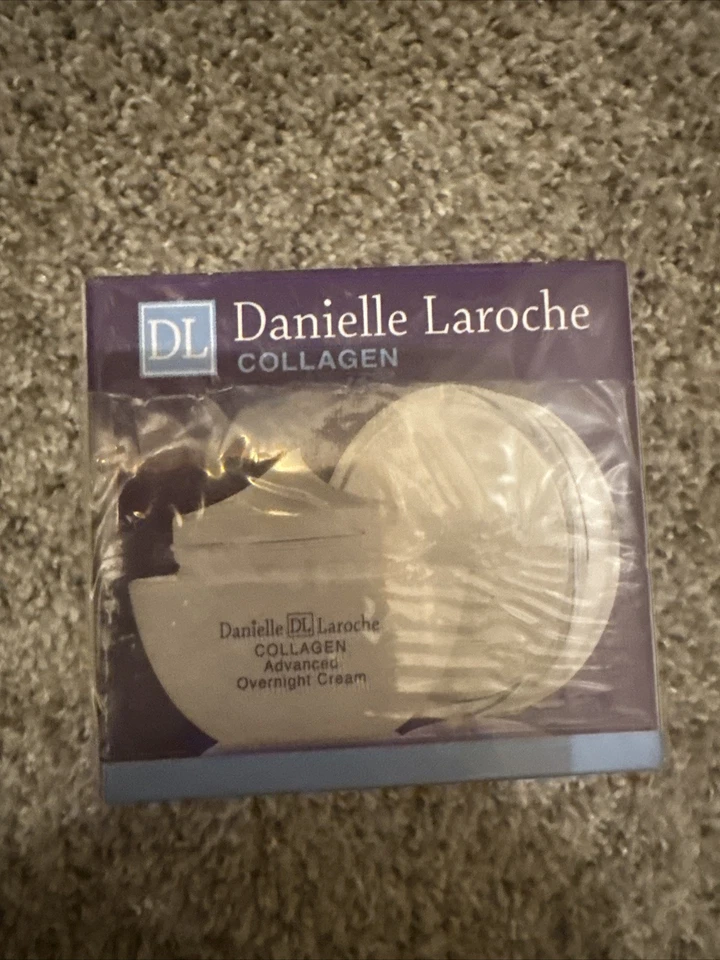 DL Danielle Laroche
COLLAGEN
Danielle DL Laroche
COLLAGEN
Advanced
Overnight Cream